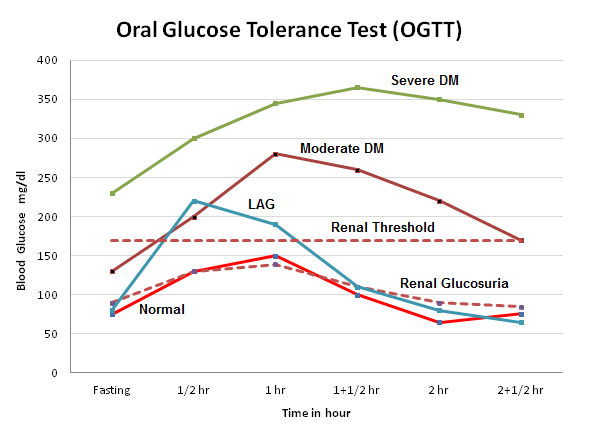 Oral Glucose Tolerance Test (OGTT)
400
350
300
250
200
150
100
50
0
Blood Glucose mg/dl
Severe DM
Moderate DM
LAG
Renal Threshold
Renal Glucosuria
Normal
Fasting 1/2 hr 1 hr 1+1/2 hr 2 hr 2+1/2 hr
Time in hour